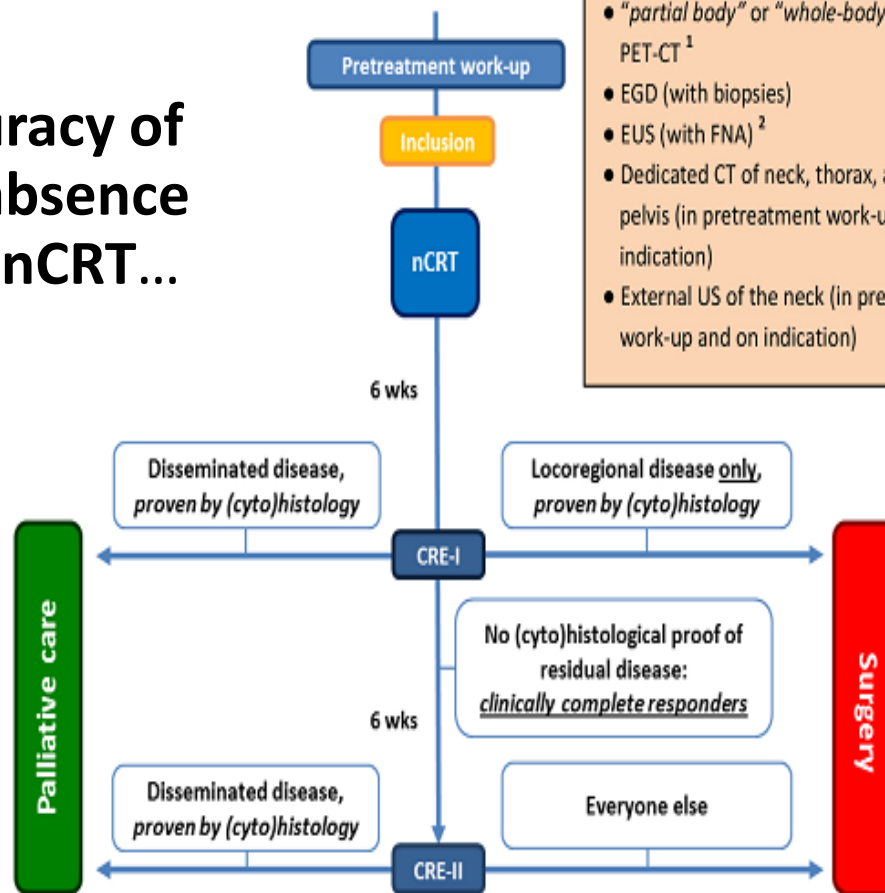 uracy of
absence
nCRT...
Pretreatment work-up
Inclusion
nCRT
• "partial body" or "whole-body
PET-CT ¹
• EGD (with biopsies)
• EUS (with FNA) ²
• Dedicated CT of neck, thorax, a
pelvis (in pretreatment work-u
indication)
• External US of the neck (in pre
work-up and on indication)
6 wks
Disseminated disease,
proven by (cyto)histology
Locoregional disease only,
proven by (cyto)histology
CRE-I
No (cyto)histological proof of
residual disease:
clinically complete responders
6 wks
Palliative care
Surgery
Disseminated disease,
proven by (cyto)histology
Everyone else
CRE-II